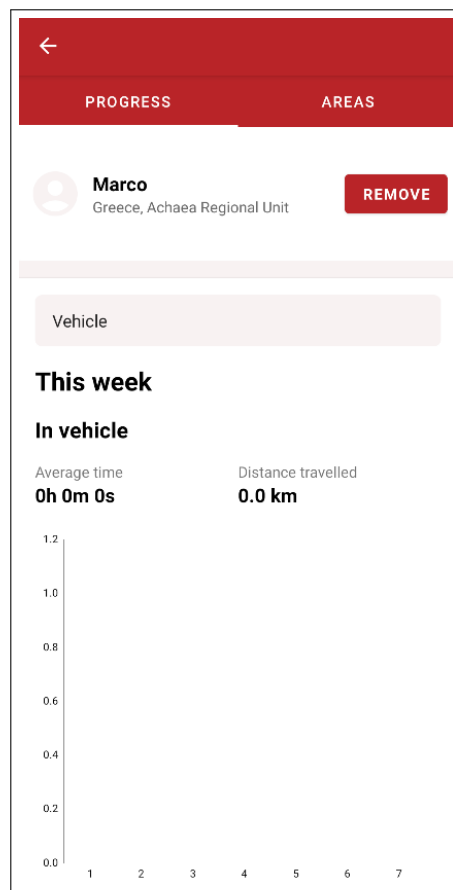 PROGRESS AREAS
Marco
Greece, Achaea Regional Unit
REMOVE
Vehicle
This week
In vehicle
Average time Distance travelled
0h 0m 0s 0.0 km
1.2
1.0
0.8
0.6
0.4
0.2
0.0
1 2 3 4 5 6 7